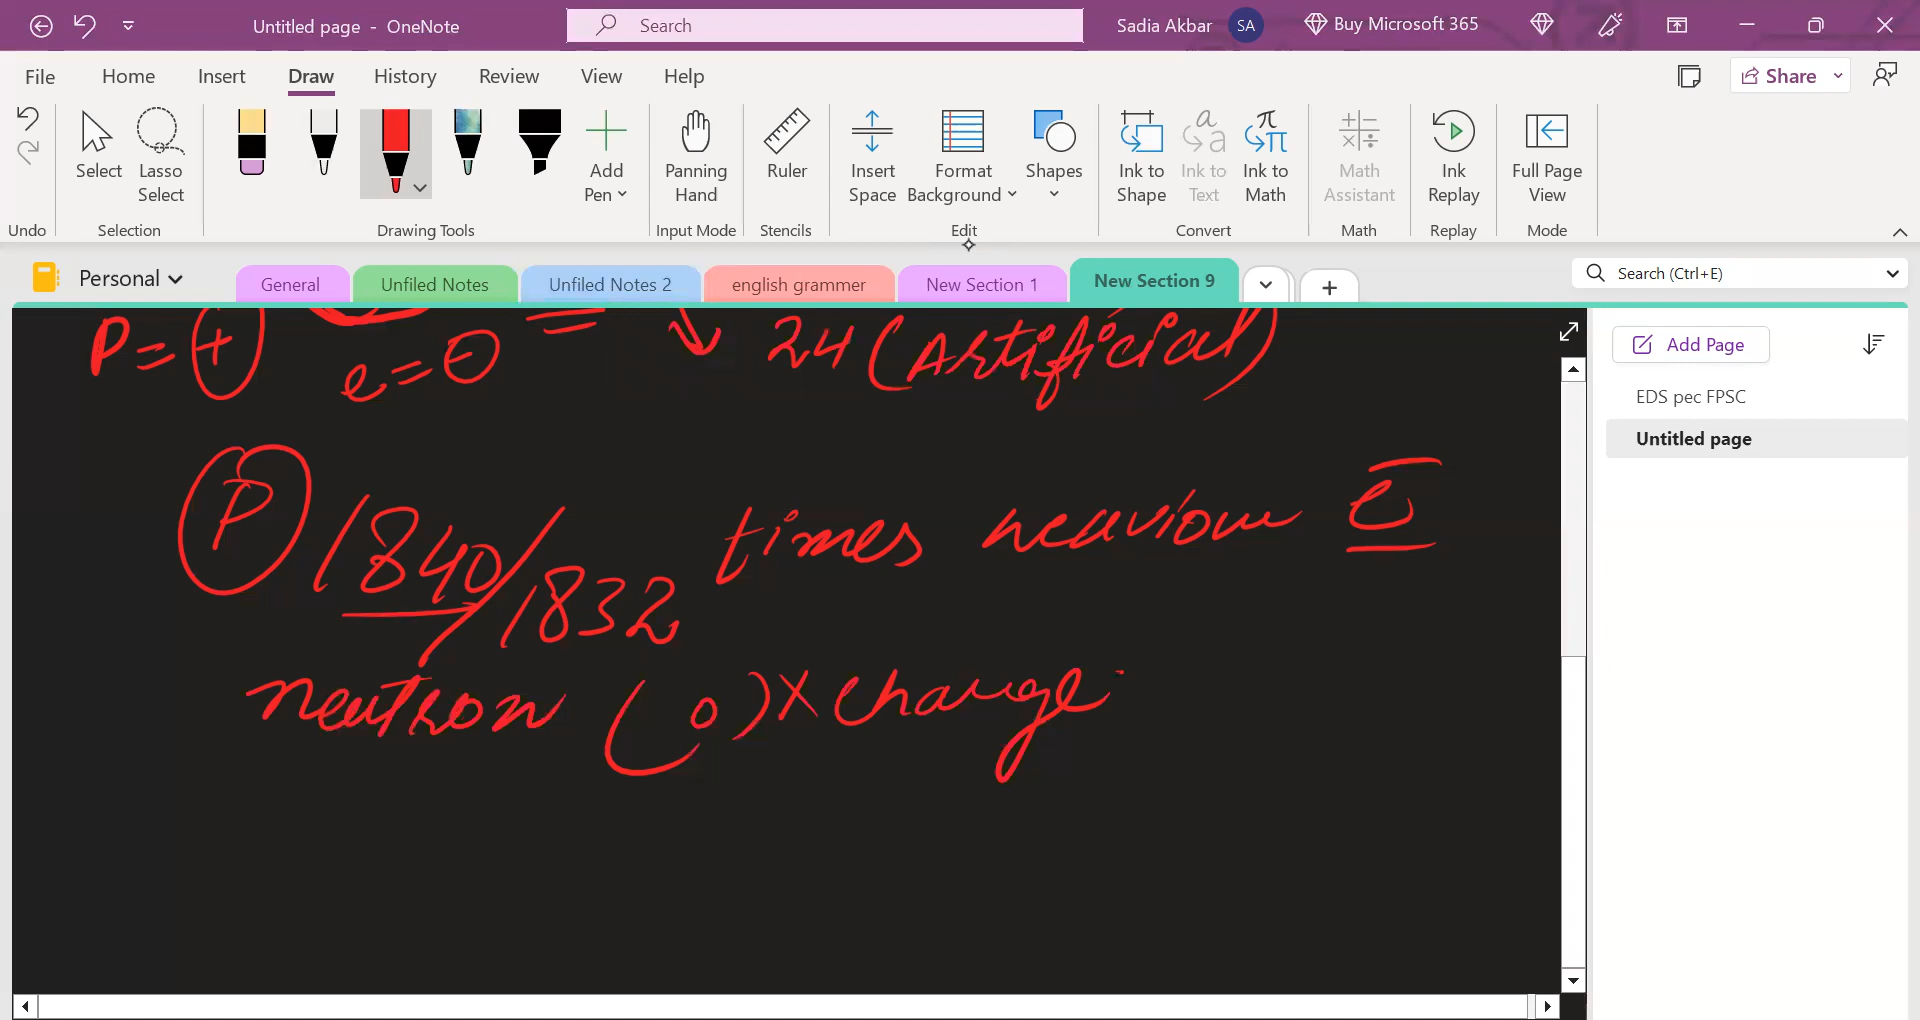 Untitled page - OneNote
Search
Sadia Akbar SA
Buy Microsoft 365
File Home Insert Draw History Review View Help
Share
Select
Lasso Select
Add Pen
Panning Hand
Ruler
Insert Space
Format Background
Shapes
Ink to Shape
Ink to Text
Ink to Math
Math Assistant
Ink Replay
Full Page View
Undo Selection Drawing Tools Input Mode Stencils Edit Convert Math Replay Mode
Personal
General Unfiled Notes Unfiled Notes 2 english grammer New Section 1 New Section 9
Search (Ctrl+E)
Add Page
EDS pec FPSC
Untitled page
P = + e = - 24 (Artificial)
P 1840/1832 times heaviour e
neutron (0) X charge